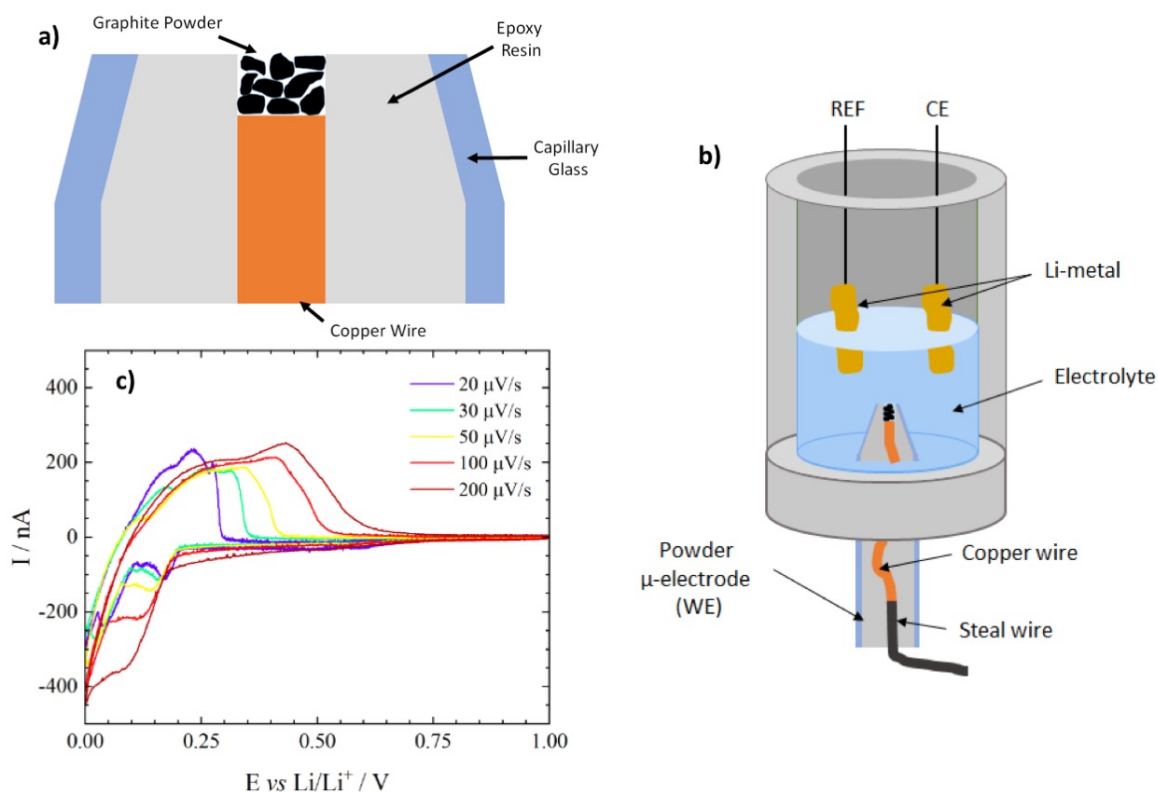 a)
Graphite Powder
Epoxy
Resin
Capillary
Glass
Copper Wire
b)
REF
CE
Li-metal
Electrolyte
Copper wire
Powder
μ-electrode
(WE)
Steal wire
c)
20 μV/s
30 μV/s
50 μV/s
100 μV/s
200 μV/s
I / nA
400
200
0
-200
-400
0.00
0.25
0.50
0.75
1.00
E vs Li/Li⁺ / V